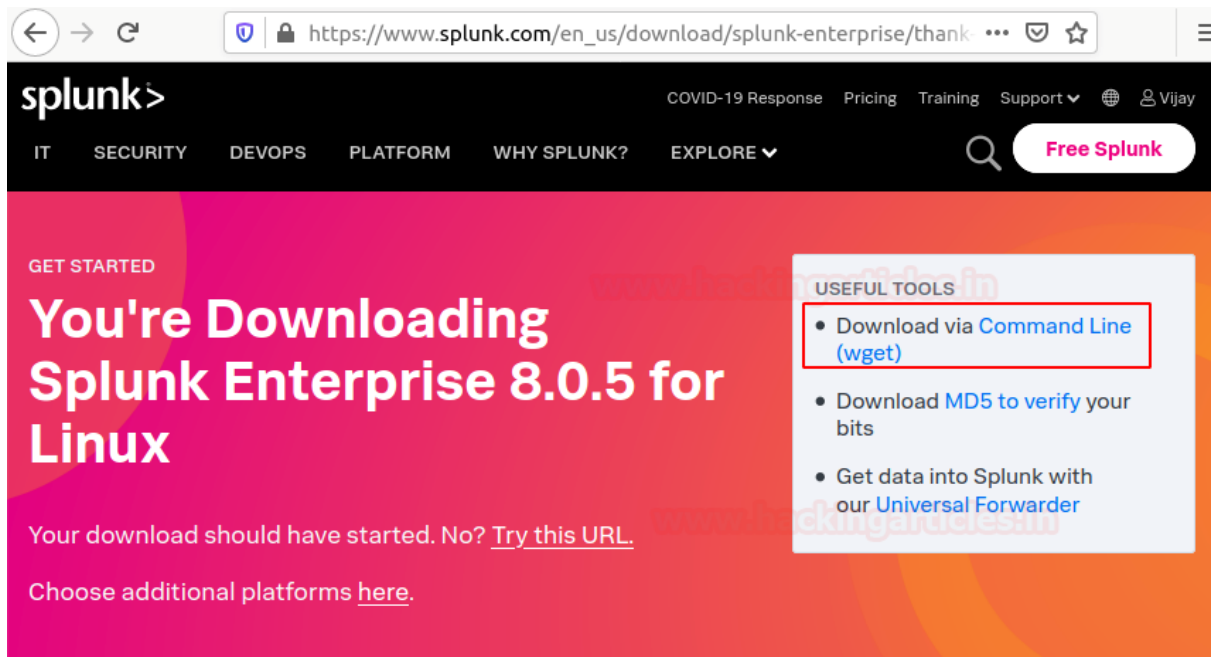 https://www.splunk.com/en_us/download/splunk-enterprise/thank-
splunk>
COVID-19 Response Pricing Training Support Vijay
IT SECURITY DEVOPS PLATFORM WHY SPLUNK? EXPLORE Free Splunk
GET STARTED
You're Downloading
Splunk Enterprise 8.0.5 for
Linux
Your download should have started. No? Try this URL.
Choose additional platforms here.
www.hackingarticles.in
USEFUL TOOLS
• Download via Command Line
(wget)
• Download MD5 to verify your
bits
• Get data into Splunk with
our Universal Forwarder
www.hackingarticles.in